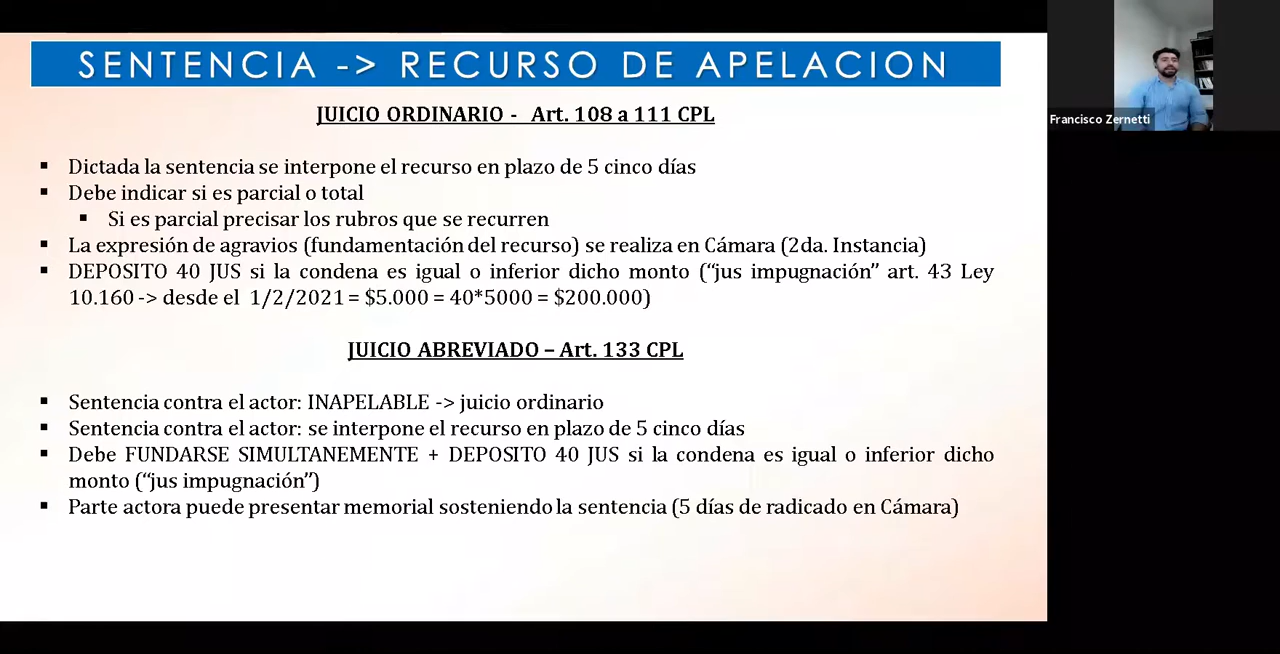 SENTENCIA -> RECURSO DE APELACION
JUICIO ORDINARIO - Art. 108 a 111 CPL
▪ Dictada la sentencia se interpone el recurso en plazo de 5 cinco días
▪ Debe indicar si es parcial o total
▪ Si es parcial precisar los rubros que se recurren
▪ La expresión de agravios (fundamentación del recurso) se realiza en Cámara (2da. Instancia)
▪ DEPOSITO 40 JUS si la condena es igual o inferior dicho monto (“jus impugnación” art. 43 Ley
10.160 -> desde el 1/2/2021 = $5.000 = 40*5000 = $200.000)
JUICIO ABREVIADO – Art. 133 CPL
▪ Sentencia contra el actor: INAPELABLE -> juicio ordinario
▪ Sentencia contra el actor: se interpone el recurso en plazo de 5 cinco días
▪ Debe FUNDARSE SIMULTANEMENTE + DEPOSITO 40 JUS si la condena es igual o inferior dicho
monto (“jus impugnación”)
▪ Parte actora puede presentar memorial sosteniendo la sentencia (5 días de radicado en Cámara)
Francisco Zernetti